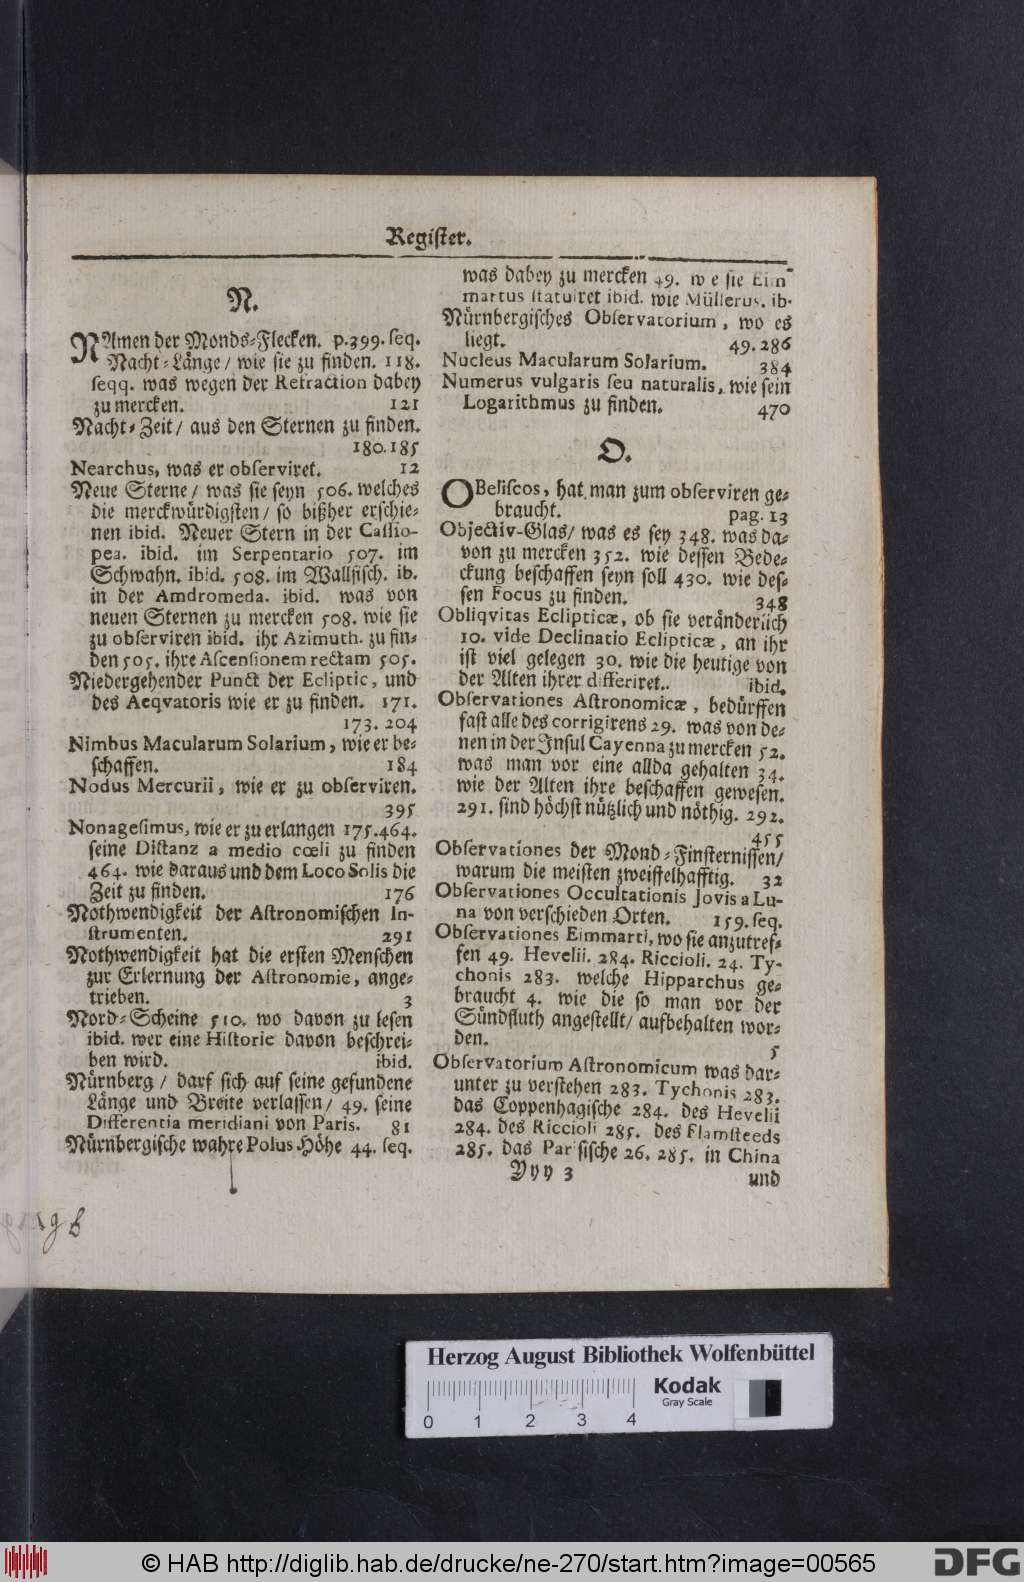 Register.
N.
NAmen der Monds-Flecken. p. 399. seq.
Nacht-Länge / wie sie zu finden. 118.
seqq. was wegen der Refraction dabey
zu mercken. 121
Nacht-Zeit / aus den Sternen zu finden.
180. 185
Nearchus, was er observiret. 12
Neue Sterne / was sie seyn 506. welches
die merckwürdigsten / so bißher erschie-
nen ibid. Neuer Stern in der Cassio-
pea. ibid. im Serpentario 507. im
Schwahn. ibid. 508. im Wallfisch. ib.
in der Amdromeda. ibid. was von
neuen Sternen zu mercken 508. wie sie
zu observiren ibid. ihr Azimuth. zu fin-
den 505. ihre Ascensionem rectam 505.
Niedergehender Punct der Ecliptic, und
des Aeqvatoris wie er zu finden. 171.
173. 204
Nimbus Macularum Solarium, wie er be-
schaffen. 184
Nodus Mercurii, wie er zu observiren.
395
Nonagesimus, wie er zu erlangen 175. 464.
seine Distanz a medio cœli zu finden
464. wie daraus und dem Loco Solis die
Zeit zu finden. 176
Nothwendigkeit der Astronomischen In-
strumenten. 291
Nothwendigkeit hat die ersten Menschen
zur Erlernung der Astronomie, ange-
trieben. 3
Nord-Scheine 510. wo davon zu lesen
ibid. wer eine Historie davon beschrei-
ben wird. ibid.
Nürnberg / darf sich auf seine gefundene
Länge und Breite verlassen / 49. seine
Differentia meridiani von Paris. 81
Nürnbergische wahre Polus Höhe 44. seq.
was dabey zu mercken 49. w e sie Eim
martus statuiret ibid. wie Müllerus. ib.
Nürnbergisches Observatorium, wo es
liegt. 49. 286
Nucleus Macularum Solarium. 384
Numerus vulgaris seu naturalis, wie sein
Logarithmus zu finden. 470
O.
OBeliscos, hat man zum observiren ge-
braucht. pag. 13
Objectiv-Glas / was es sey 348. was da-
von zu mercken 352. wie dessen Bede-
ckung beschaffen seyn soll 430. wie des-
sen Focus zu finden. 348
Obliqvitas Eclipticæ, ob sie veränderlich
10. vide Declinatio Eclipticæ, an ihr
ist viel gelegen 30. wie die heutige von
der Alten ihrer differiret.. ibid.
Observationes Astronomicæ, bedürffen
fast alle des corrigirens 29. was von de-
nen in der Insul Cayenna zu mercken 52.
was man vor eine allda gehalten 34.
wie der Alten ihre beschaffen gewesen.
291. sind höchst nützlich und nöthig. 292.
455
Observationes der Mond-Finsternissen /
warum die meisten zweiffelhafftig. 32
Observationes Occultationis Jovis a Lu-
na von verschieden Orten. 159. seq.
Observationes Eimmarti, wo sie anzutref-
fen 49. Hevelii. 284. Riccioli. 24. Ty-
chonis 283. welche Hipparchus ge-
braucht 4. wie die so man vor der
Sündfluth angestellt / aufbehalten wor-
den. 5
Observatorium Astronomicum was dar-
unter zu verstehen 283. Tychonis 283.
das Coppenhagische 284. des Hevelii
284. des Riccioli 285. des Flamsteeds
285. das Par sische 26. 285. in China
Yyy 3 und
Herzog August Bibliothek Wolfenbüttel
Kodak
Gray Scale
0 1 2 3 4
© HAB http://diglib.hab.de/drucke/ne-270/start.htm?image=00565
DFG